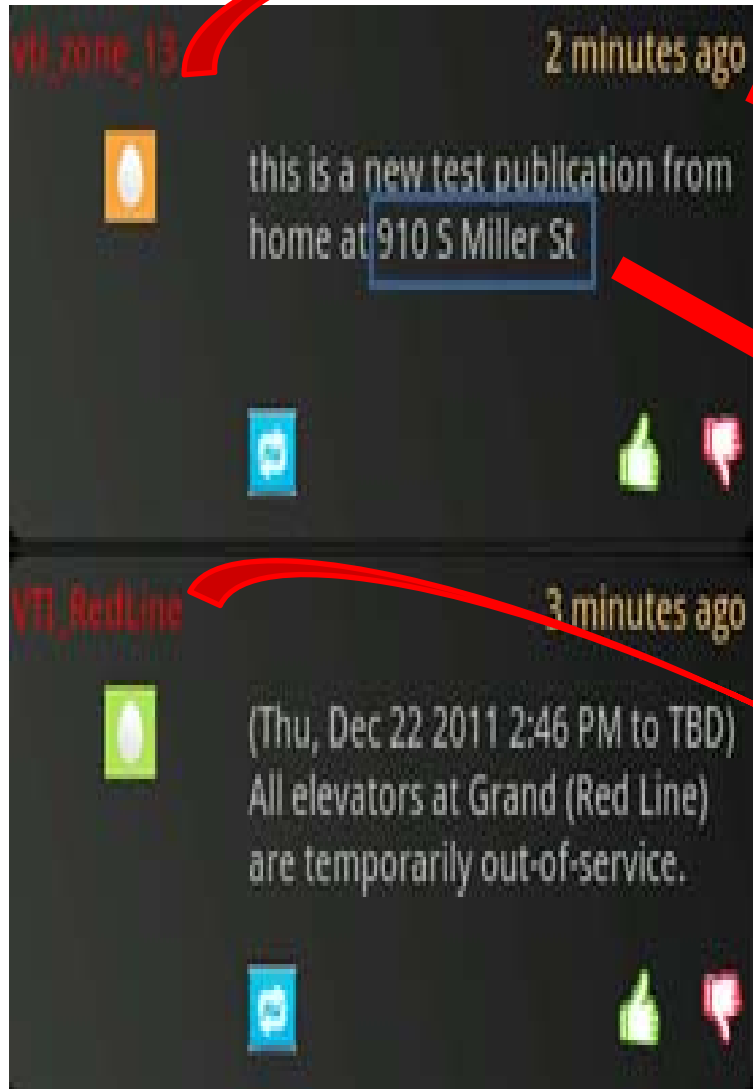 vti_zone_13
2 minutes ago
this is a new test publication from
home at 910 S Miller St
VTI_RedLine
3 minutes ago
(Thu, Dec 22 2011 2:46 PM to TBD)
All elevators at Grand (Red Line)
are temporarily out-of-service.